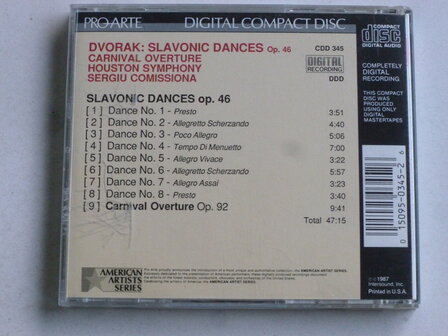 PRO·ARTE DIGITAL COMPACT DISC
DVORAK: SLAVONIC DANCES Op. 46 CDD 345
CARNIVAL OVERTURE
HOUSTON SYMPHONY
SERGIU COMISSIONA
DIGITAL
RECORDING
DDD
SLAVONIC DANCES op. 46
[1] Dance No. 1 - Presto 3:51
[2] Dance No. 2 - Allegretto Scherzando 4:40
[3] Dance No. 3 - Poco Allegro 5:06
[4] Dance No. 4 - Tempo Di Menuetto 7:00
[5] Dance No. 5 - Allegro Vivace 3:22
[6] Dance No. 6 - Allegretto Scherzando 5:57
[7] Dance No. 7 - Allegro Assai 3:23
[8] Dance No. 8 - Presto 3:40
[9] Carnival Overture Op. 92 9:41
Total 47:15
AMERICAN
ARTISTS
SERIES
COMPACT
disc
DIGITAL AUDIO
COMPLETELY
DIGITAL
RECORDING
THIS COMPACT
DISC WAS
PRODUCED
USING ONLY
DIGITAL
MASTERTAPES
0 15095-0345-2 6
1987
Intersound, Inc.
Printed in U.S.A.